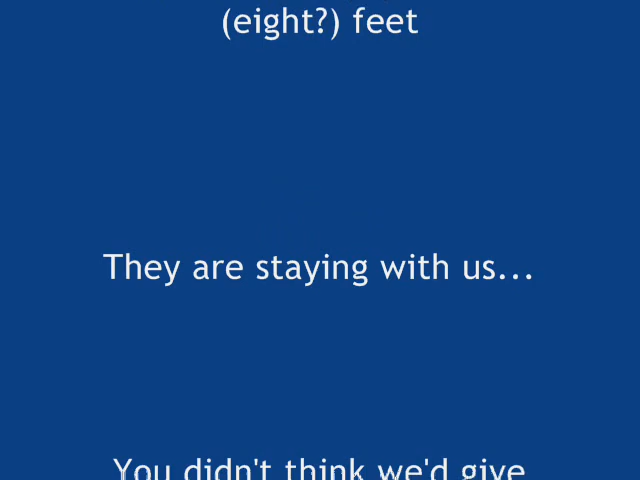 (eight?) feet
They are staying with us...
You didn't think we'd give